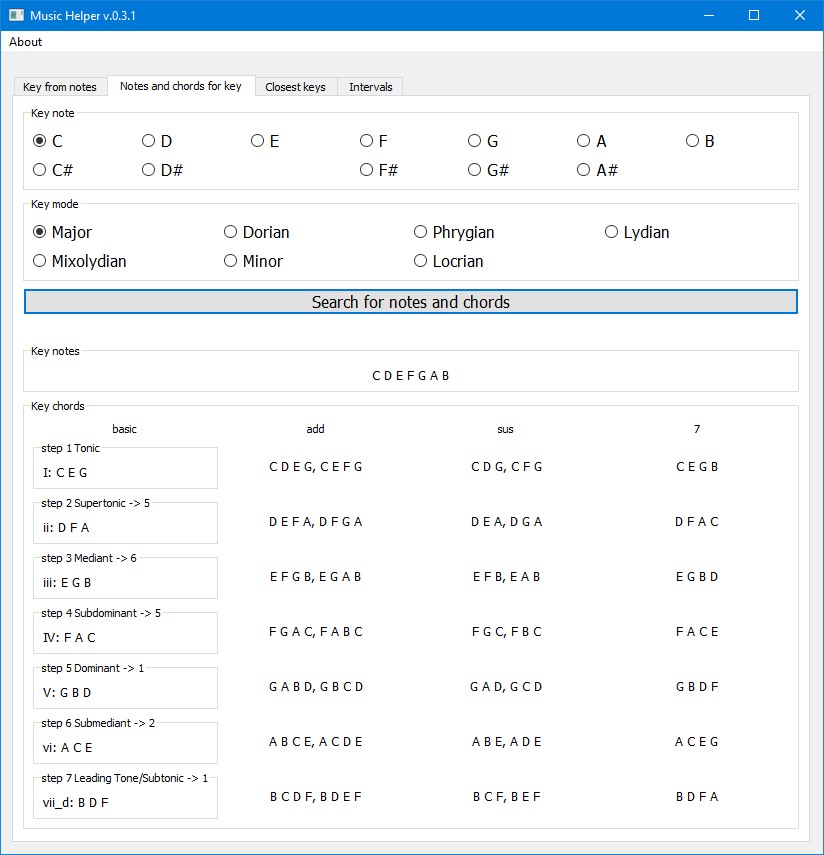 Music Helper v.0.3.1
About
Key from notes Notes and chords for key Closest keys Intervals
Key note
C D E F G A B
C# D# F# G# A#
Key mode
Major Dorian Phrygian Lydian
Mixolydian Minor Locrian
Search for notes and chords
Key notes
C D E F G A B
Key chords
basic add sus 7
step 1 Tonic
I: C E G C D E G, C E F G C D G, C F G C E G B
step 2 Supertonic -> 5
ii: D F A D E F A, D F G A D E A, D G A D F A C
step 3 Mediant -> 6
iii: E G B E F G B, E G A B E F B, E A B E G B D
step 4 Subdominant -> 5
IV: F A C F G A C, F A B C F G C, F B C F A C E
step 5 Dominant -> 1
V: G B D G A B D, G B C D G A D, G C D G B D F
step 6 Submediant -> 2
vi: A C E A B C E, A C D E A B E, A D E A C E G
step 7 Leading Tone/Subtonic -> 1
vii_d: B D F B C D F, B D E F B C F, B E F B D F A